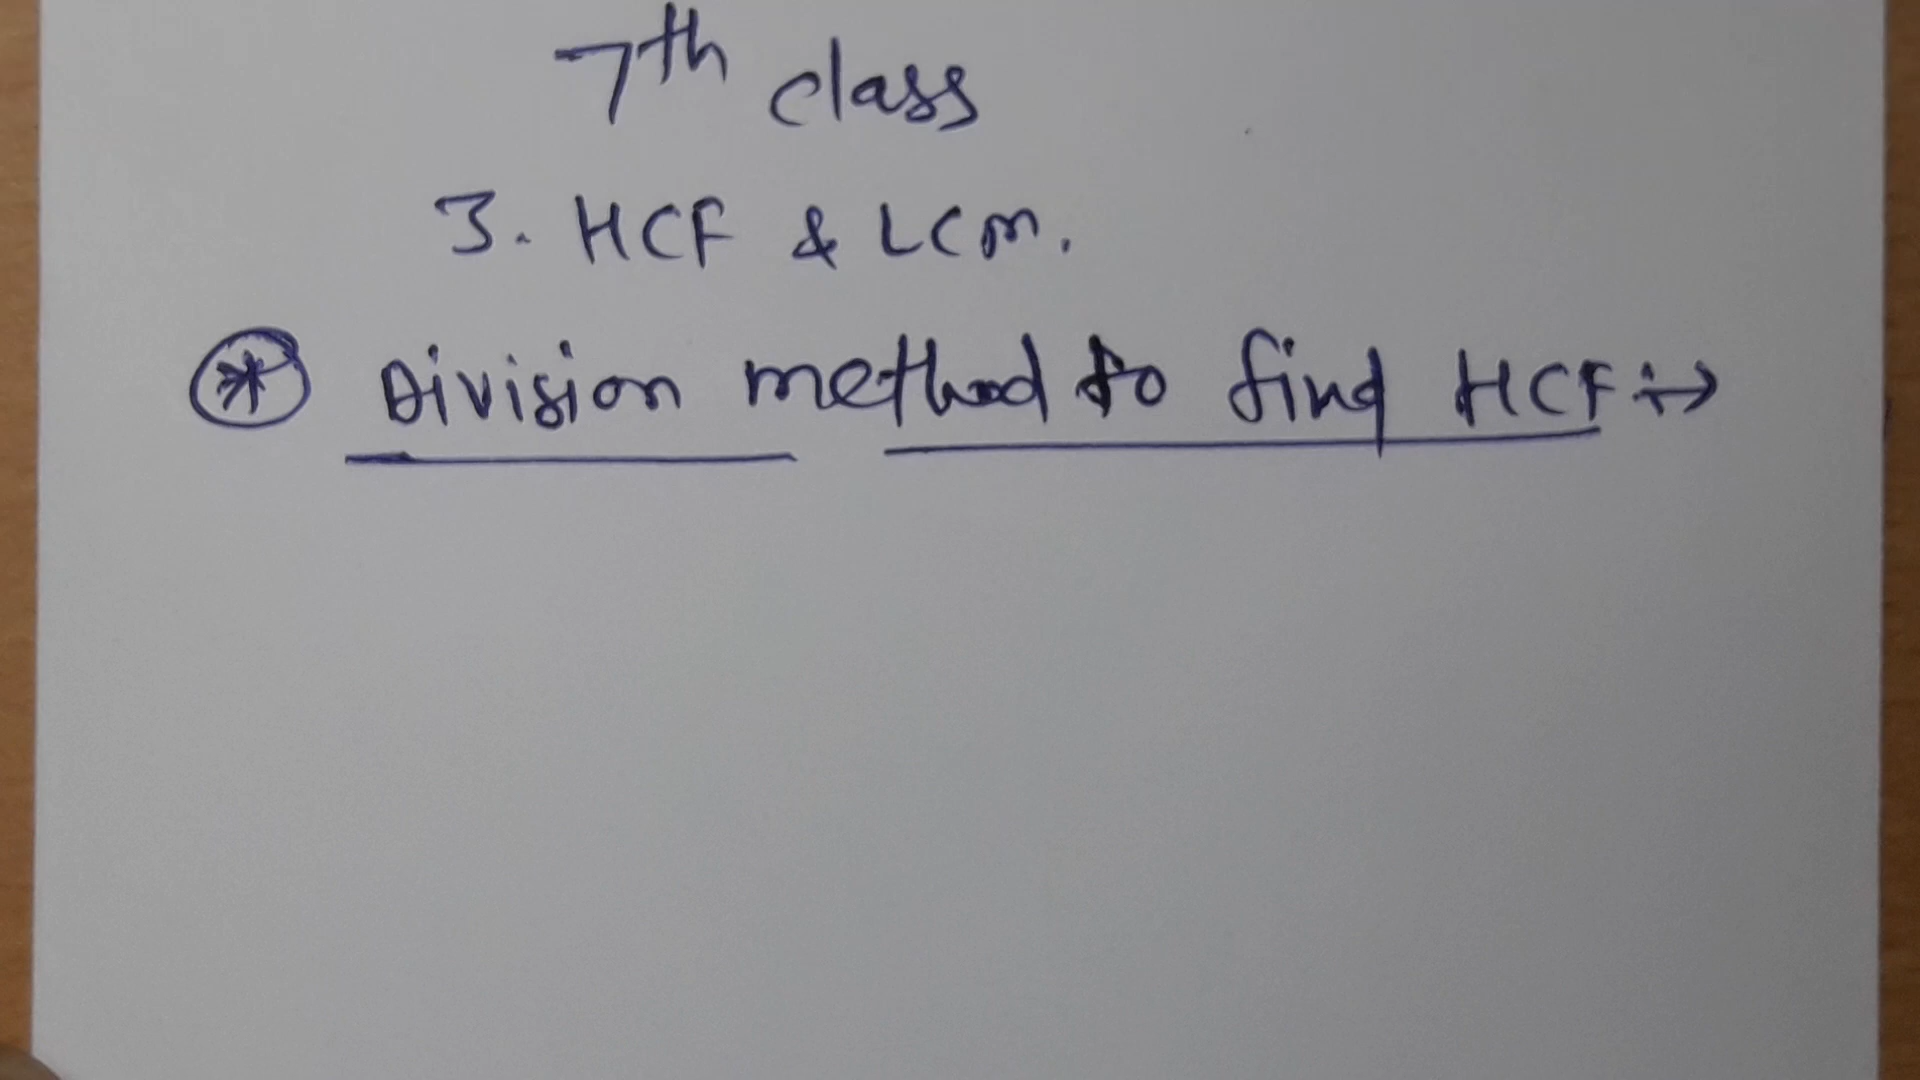 7th class
3. HCF & LCM.
* Division method to find HCF :→